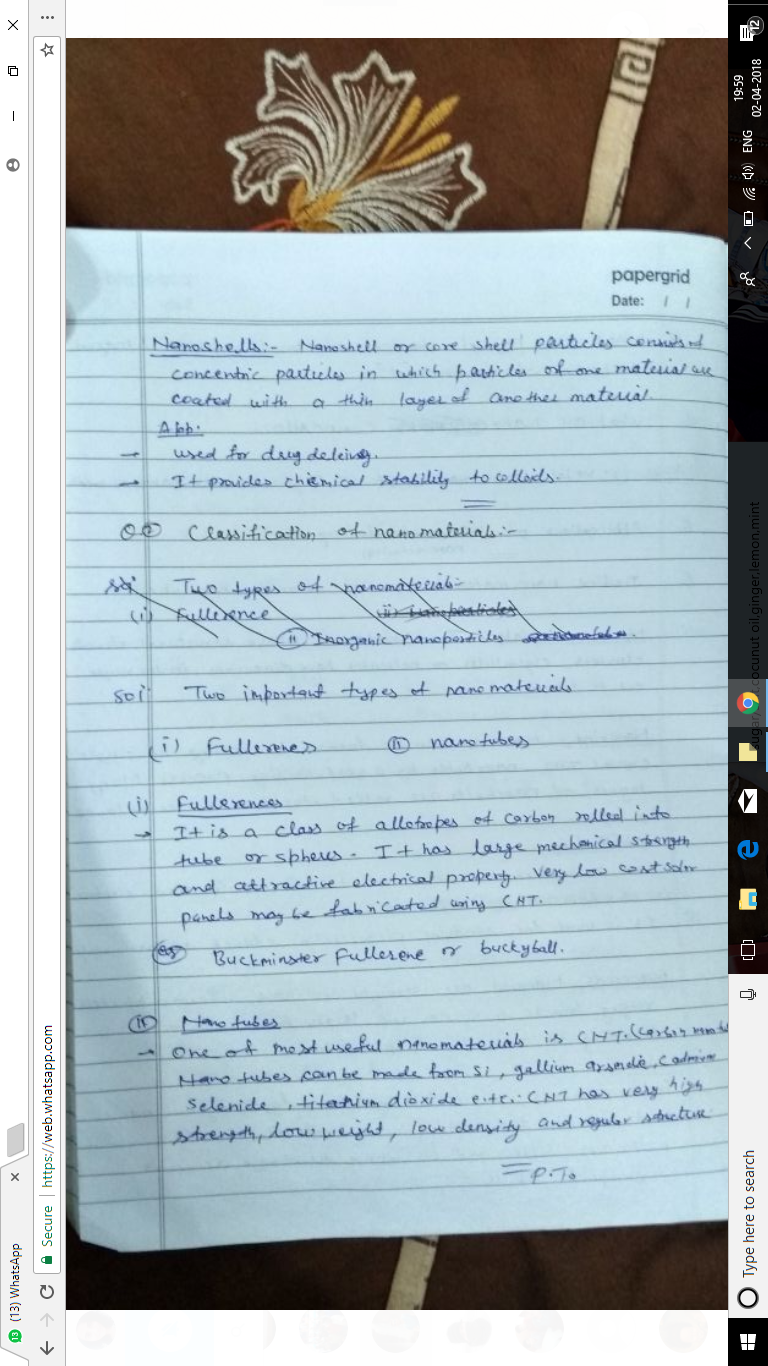 papergrid
Date: / /
Nanoshells:- Nanoshell or core shell particles consists of
concentric particles in which particles of one material are
coated with a thin layer of another material.
App:
→ used for drug
→ It provides chemical stability to colloids.
Classification of nanomaterials:-
Two types of nanomaterials:-
(i) Fullerence (ii) Nanoparticles
(ii) Inorganic nanoparticles
Sol Two important types of nanomaterials
(i) Fullerenes (ii) nanotubes
(i) Fullerences
→ It is a class of allotropes of carbon rolled into
tube or spheres. It has large mechanical strength
and attractive electrical property. Very low cost solar
panels may be fabricated using CNT.
eg Buckminster Fullerene or buckyball.
(ii) Nano tubes
→ One of most useful nanomaterials is CNT. (Carbon
Nano tubes can be made from Si, gallium arsenide, Cadmium
Selenide, titanium dioxide e.t.c. CNT has very high
strength, low weight, low density and regular structure
P.T.O
(13) WhatsApp
Secure | https://web.whatsapp.com
Type here to search
sugar, coconut oil,ginger,lemon,mint
ENG
19:59
02-04-2018
12